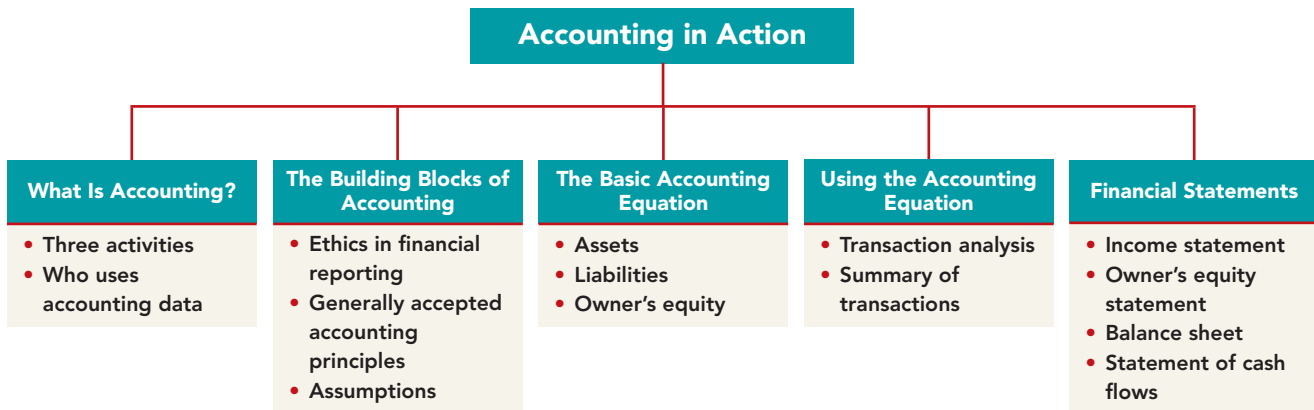 Accounting in Action
What Is Accounting?
• Three activities
• Who uses
accounting data
The Building Blocks of
Accounting
• Ethics in financial
reporting
• Generally accepted
accounting
principles
• Assumptions
The Basic Accounting
Equation
• Assets
• Liabilities
• Owner’s equity
Using the Accounting
Equation
• Transaction analysis
• Summary of
transactions
Financial Statements
• Income statement
• Owner’s equity
statement
• Balance sheet
• Statement of cash
flows